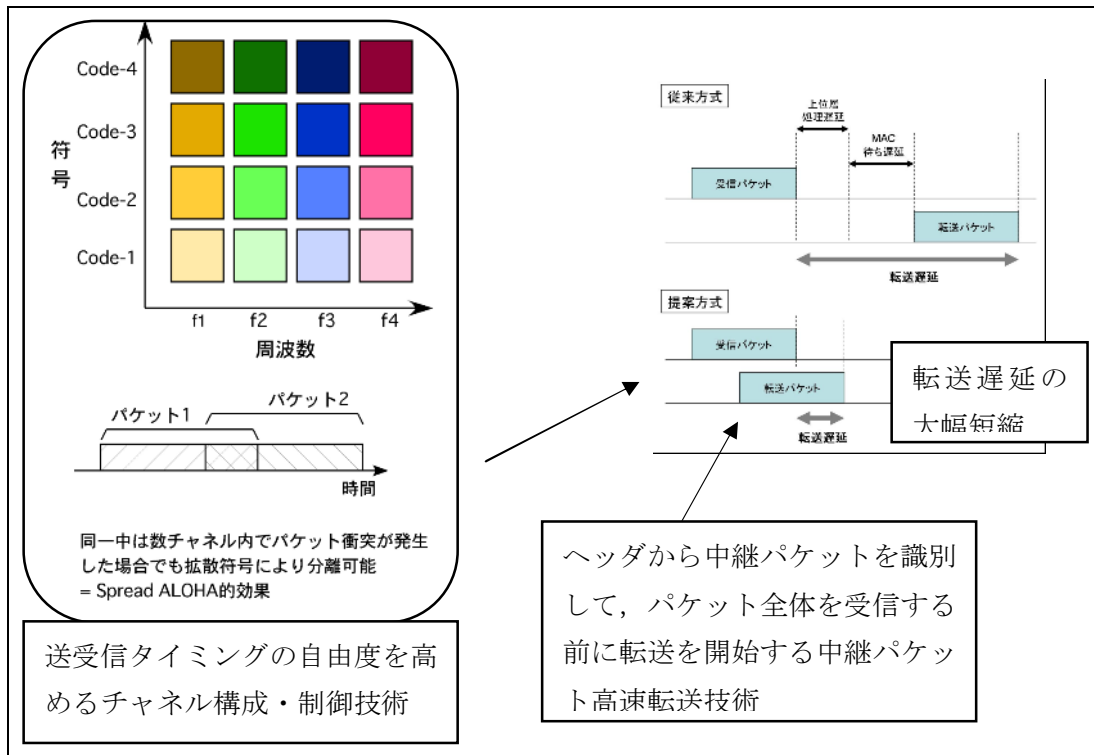 Code-4
Code-3
Code-2
Code-1
符号
f1 f2 f3 f4
周波数
パケット1
パケット2
時間
同一中は数チャネル内でパケット衝突が発生
した場合でも拡散符号により分離可能
= Spread ALOHA的効果
送受信タイミングの自由度を高
めるチャネル構成・制御技術
従来方式
上位層
処理遅延
MAC
待ち遅延
受信パケット
転送パケット
転送遅延
提案方式
受信パケット
転送パケット
転送遅延
転送遅延の
大幅短縮
ヘッダから中継パケットを識別
して，パケット全体を受信する
前に転送を開始する中継パケッ
ト高速転送技術